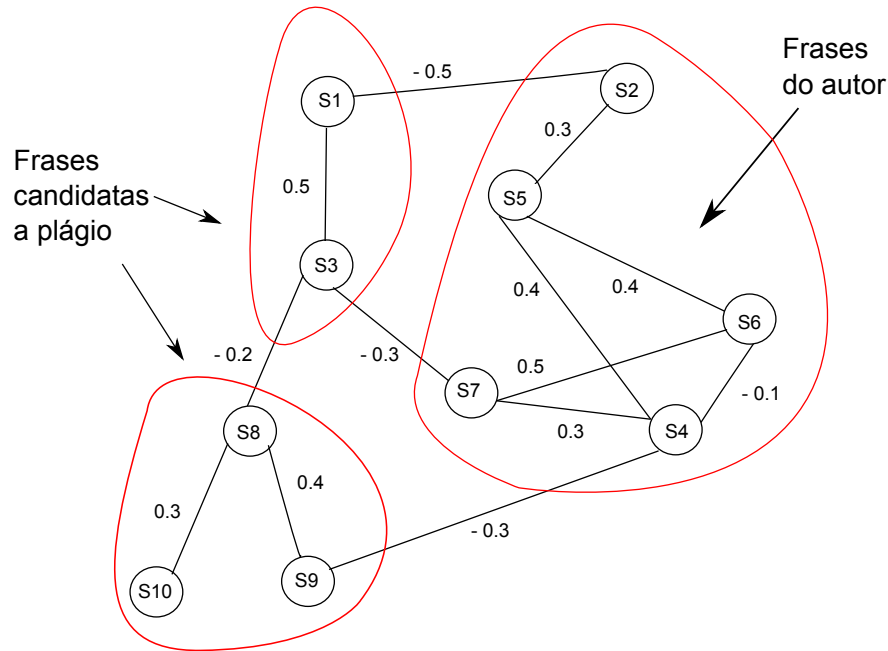 Frases
do autor
Frases
candidatas
a plágio
- 0.5
S1
S2
0.3
0.5
S5
S3
0.4
0.4
S6
- 0.2
- 0.3
0.5
S7
- 0.1
0.3
S4
S8
0.4
0.3
- 0.3
S10
S9